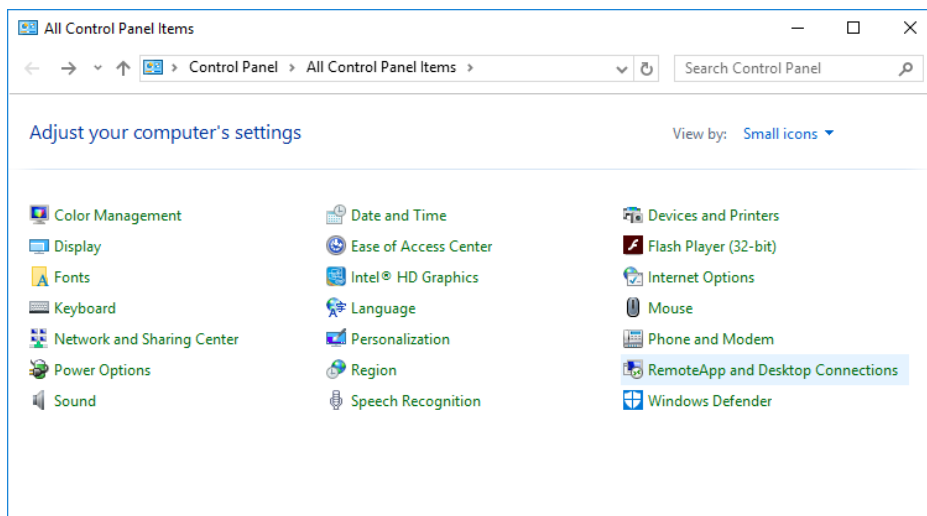 All Control Panel Items
Control Panel > All Control Panel Items >
Search Control Panel
Adjust your computer's settings
View by: Small icons
Color Management
Date and Time
Devices and Printers
Display
Ease of Access Center
Flash Player (32-bit)
Fonts
Intel® HD Graphics
Internet Options
Keyboard
Language
Mouse
Network and Sharing Center
Personalization
Phone and Modem
Power Options
Region
RemoteApp and Desktop Connections
Sound
Speech Recognition
Windows Defender